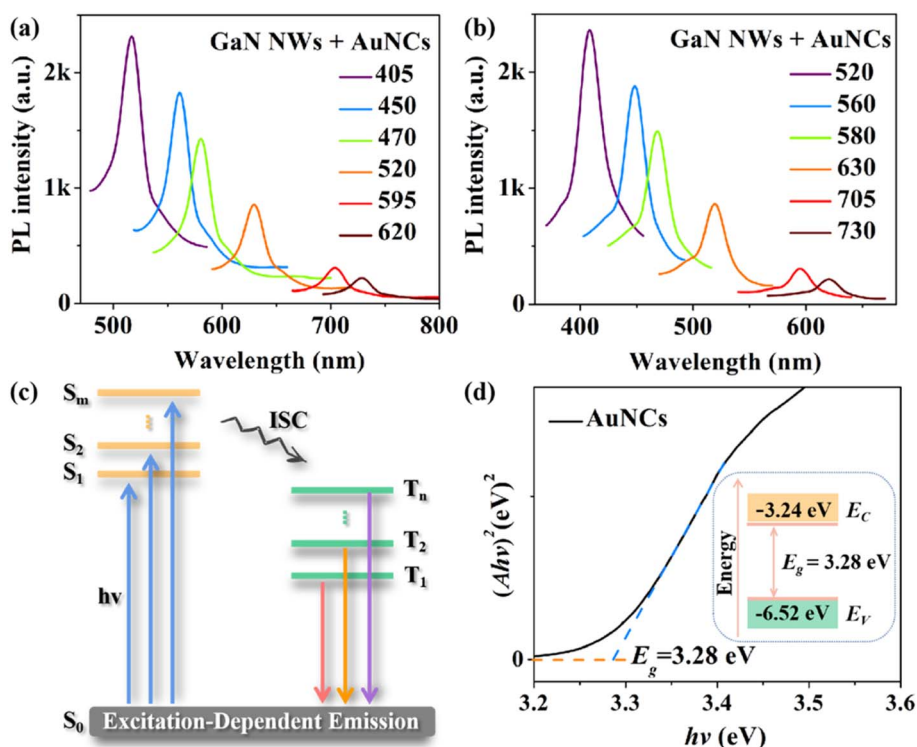 (a)
GaN NWs + AuNCs
405
450
470
520
595
620
2k
1k
0
PL intensity (a.u.)
500 600 700 800
Wavelength (nm)
(b)
GaN NWs + AuNCs
520
560
580
630
705
730
2k
1k
0
PL intensity (a.u.)
400 500 600
Wavelength (nm)
(c)
Sm
S2
S1
ISC
Tn
T2
T1
hv
S0 Excitation-Dependent Emission
(d)
AuNCs
(Ahv)²(eV)²
Energy
-3.24 eV EC
Eg = 3.28 eV
-6.52 eV EV
0
Eg=3.28 eV
3.2 3.3 3.4 3.5 3.6
hv (eV)